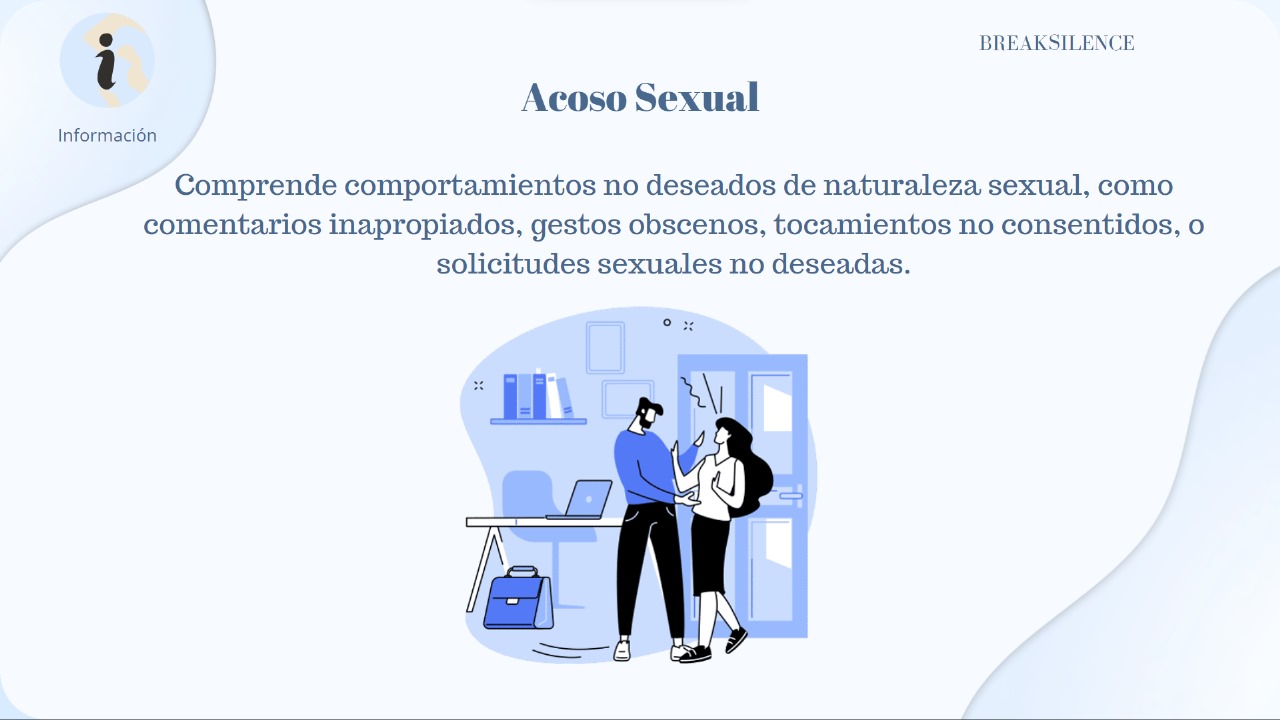 BREAKSILENCE
Información
Acoso Sexual
Comprende comportamientos no deseados de naturaleza sexual, como
comentarios inapropiados, gestos obscenos, tocamientos no consentidos, o
solicitudes sexuales no deseadas.